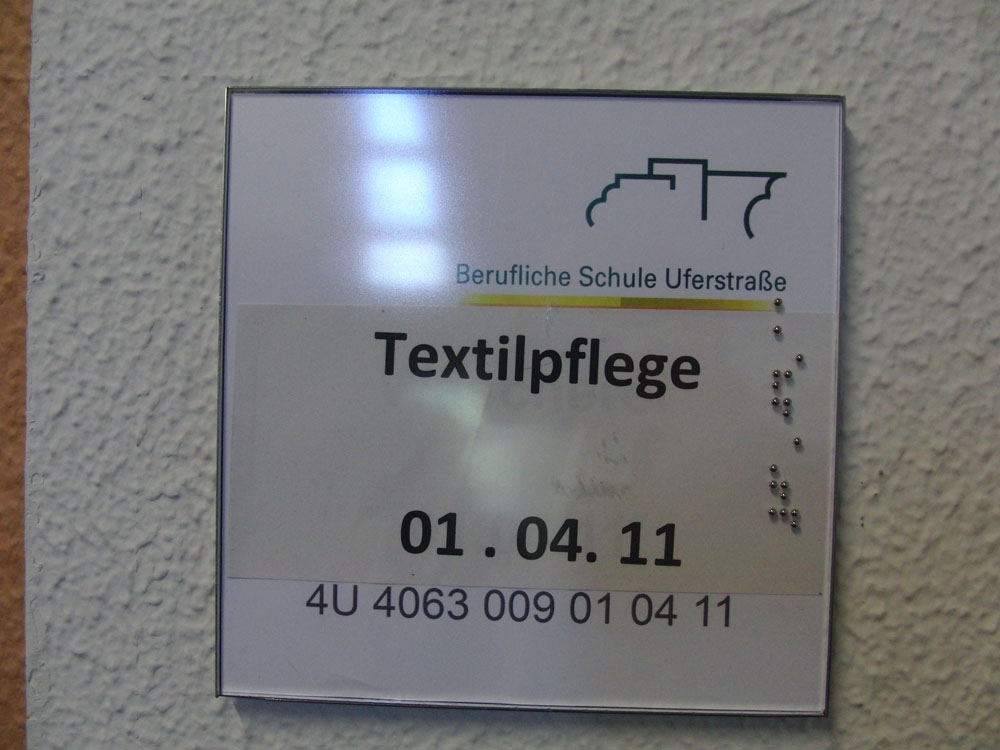 Berufliche Schule Uferstraße
Textilpflege
01 . 04. 11
4U 4063 009 01 04 11